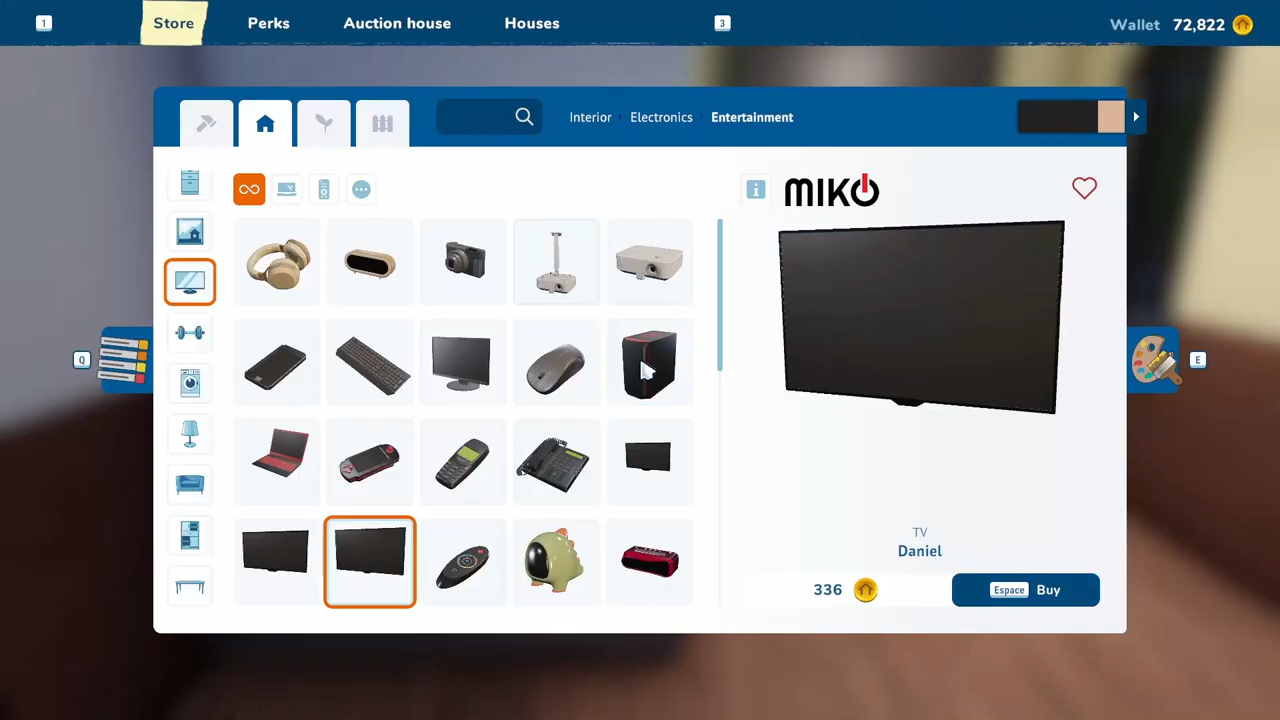 1 Store Perks Auction house Houses 3 Wallet 72,822
Interior Electronics Entertainment
MIKO
Q
E
TV
Daniel
336 Espace Buy